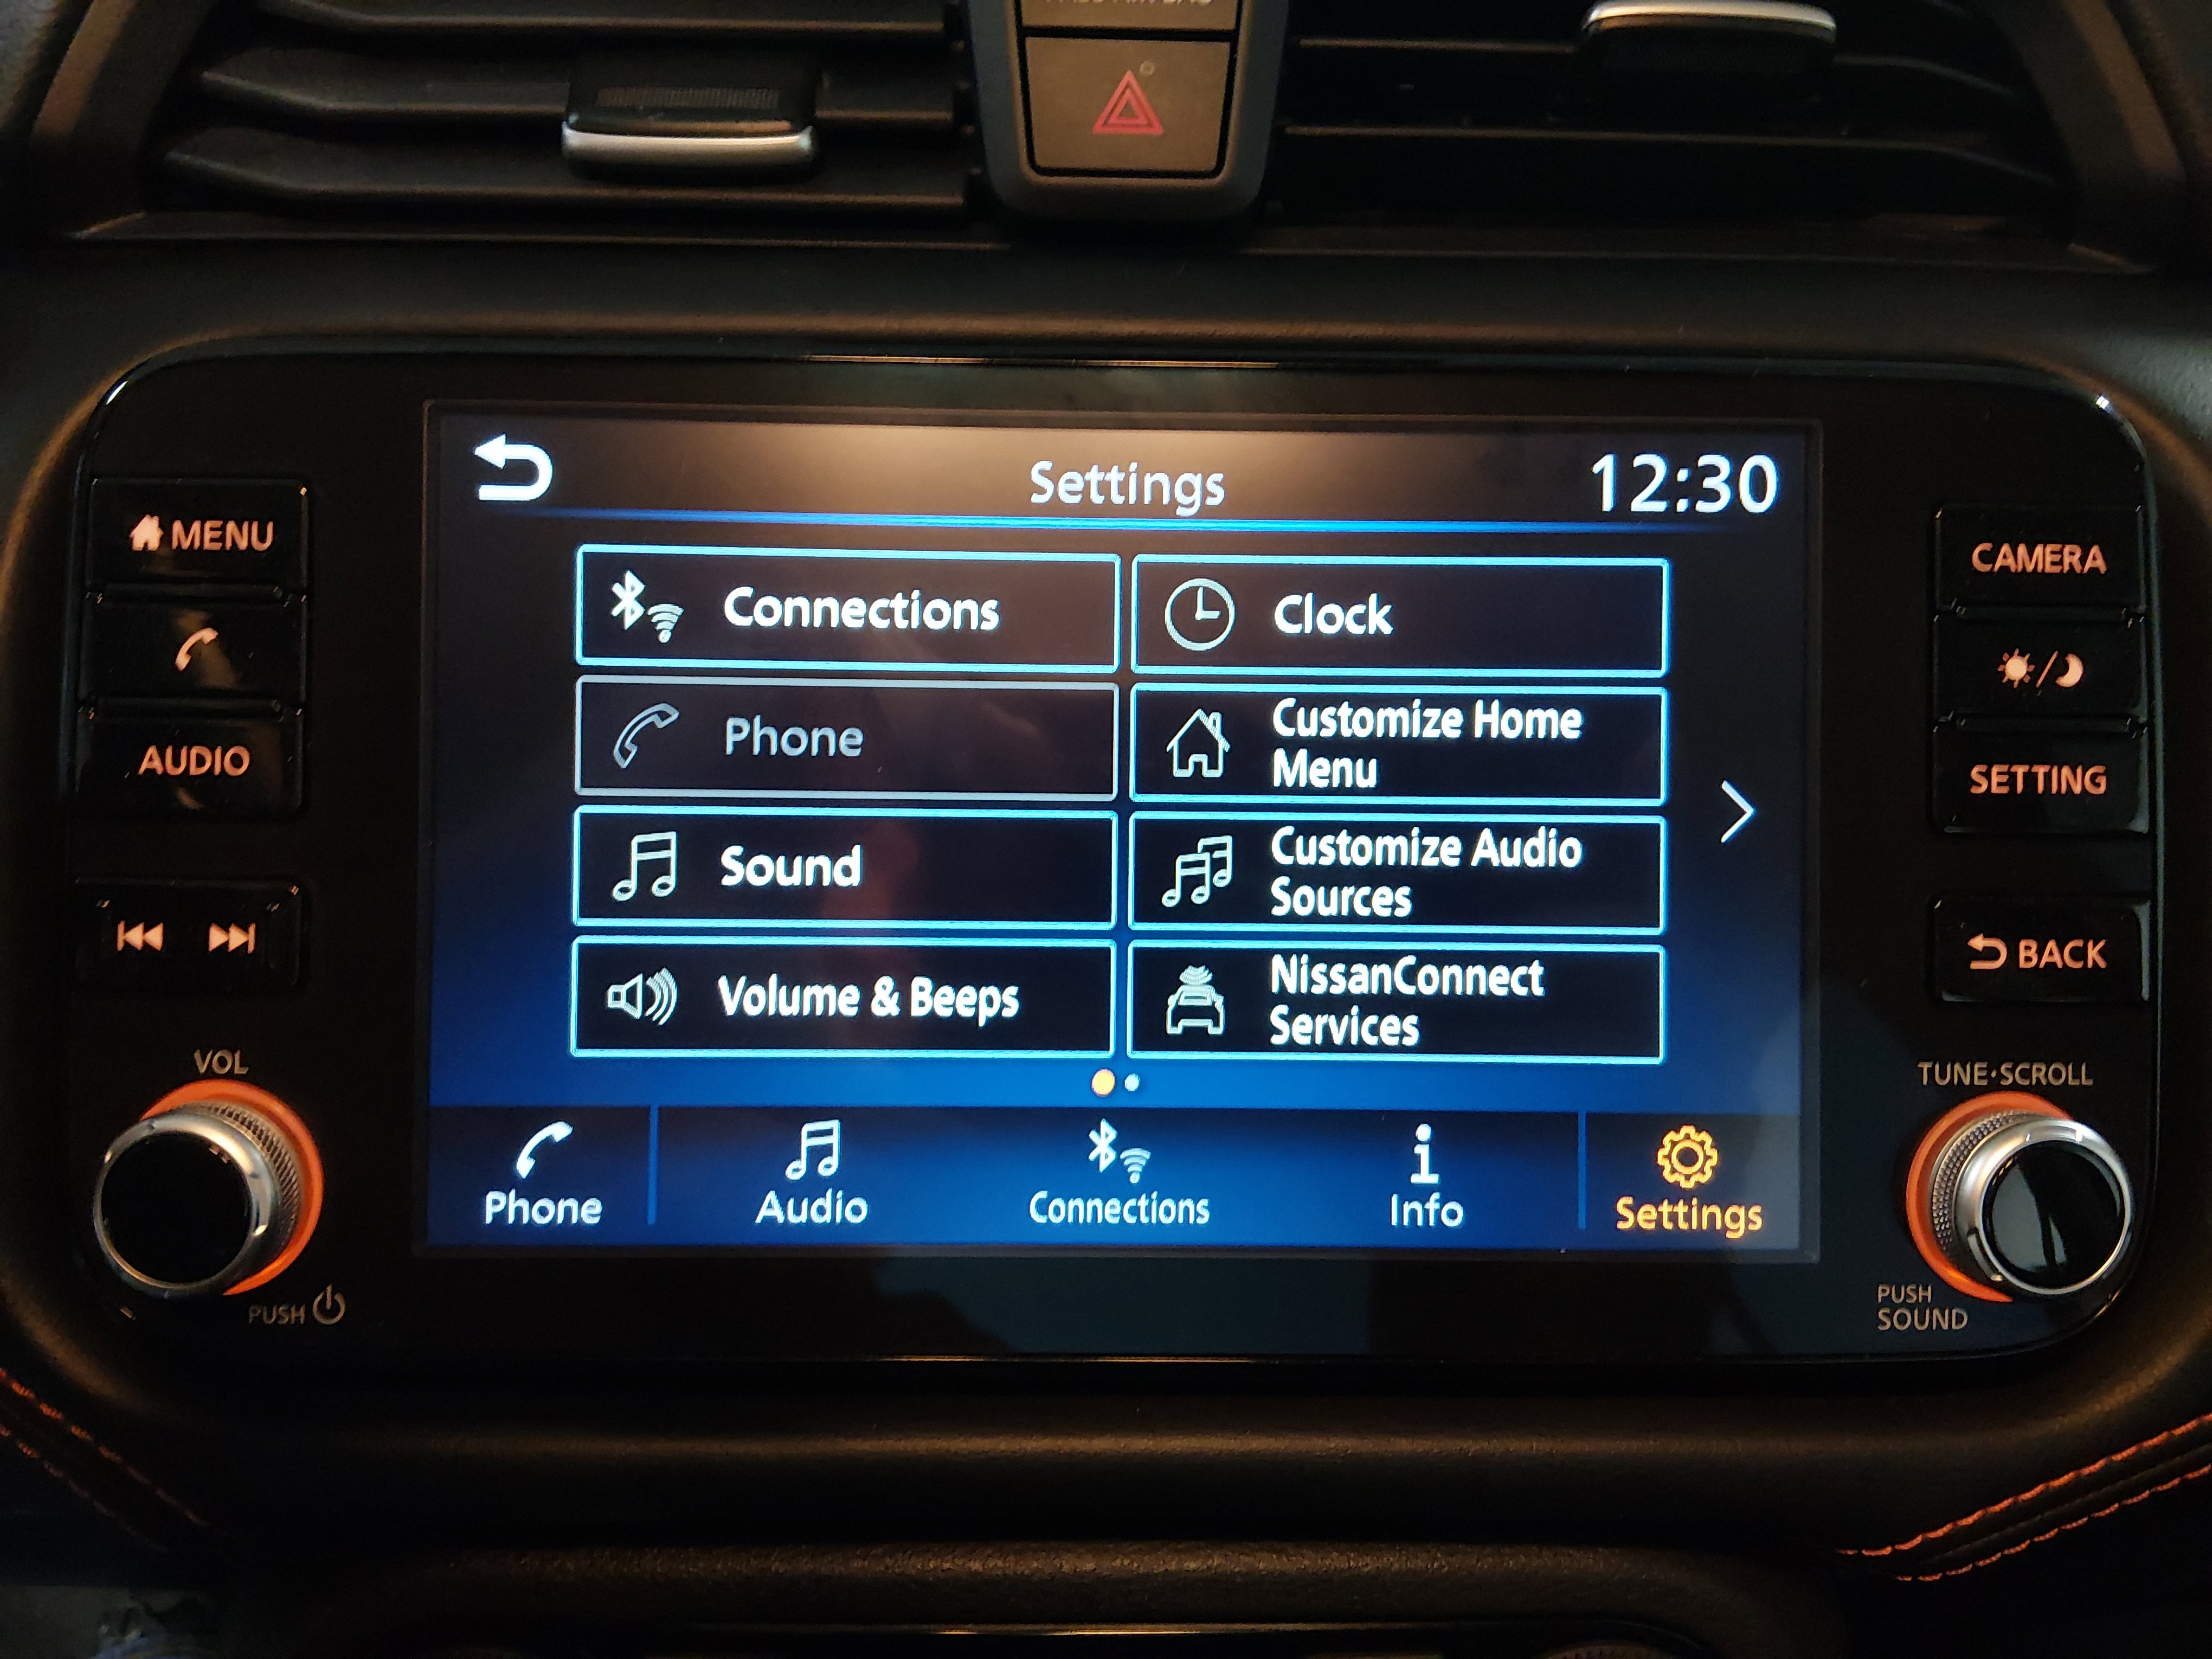 Settings
12:30
MENU
AUDIO
VOL
PUSH
Connections
Clock
Phone
Customize Home
Menu
Sound
Customize Audio
Sources
Volume & Beeps
NissanConnect
Services
Phone
Audio
Connections
Info
Settings
CAMERA
SETTING
BACK
TUNE·SCROLL
PUSH
SOUND